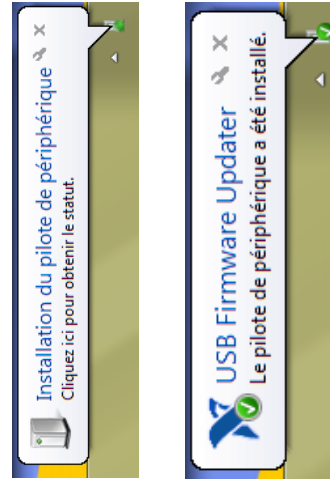 Installation du pilote de périphérique
Cliquez ici pour obtenir le statut.
USB Firmware Updater
Le pilote de périphérique a été installé.